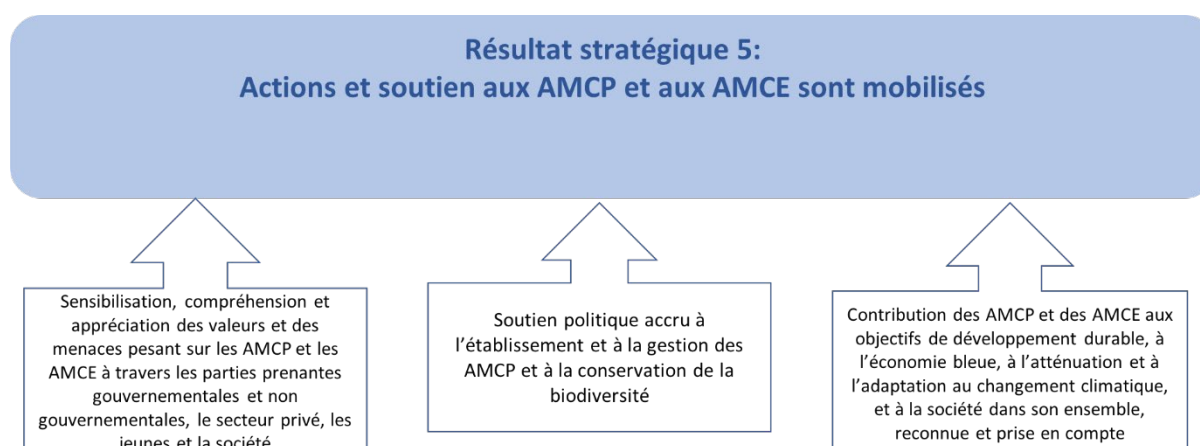 Résultat stratégique 5:
Actions et soutien aux AMCP et aux AMCE sont mobilisés
Sensibilisation, compréhension et
appréciation des valeurs et des
menaces pesant sur les AMCP et les
AMCE à travers les parties prenantes
gouvernementales et non
gouvernementales, le secteur privé, les
jeunes et la société
Soutien politique accru à
l’établissement et à la gestion des
AMCP et à la conservation de la
biodiversité
Contribution des AMCP et des AMCE aux
objectifs de développement durable, à
l’économie bleue, à l’atténuation et à
l’adaptation au changement climatique,
et à la société dans son ensemble,
reconnue et prise en compte